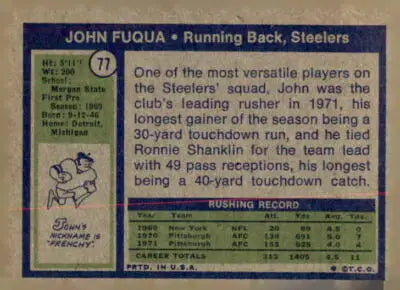 JOHN FUQUA • Running Back, Steelers
77
Ht: 5'11"
Wt: 200
School:
Morgan State
First Pro
Season: 1969
Born: 9-12-46
Home: Detroit,
Michigan
JOHN'S
NICKNAME IS
"FRENCHY".
One of the most versatile players on
the Steelers' squad, John was the
club's leading rusher in 1971, his
longest gainer of the season being a
30-yard touchdown run, and he tied
Ronnie Shanklin for the team lead
with 49 pass receptions, his longest
being a 40-yard touchdown catch.
RUSHING RECORD
Year Team Att. Yds. Avg. Tds
1969 New York NFL 20 89 4.5 0
1970 Pittsburgh AFC 138 691 5.0 7
1971 Pittsburgh AFC 155 625 4.0 4
CAREER TOTALS 313 1405 4.5 11
PRTD. IN U.S.A. © T.C.G.